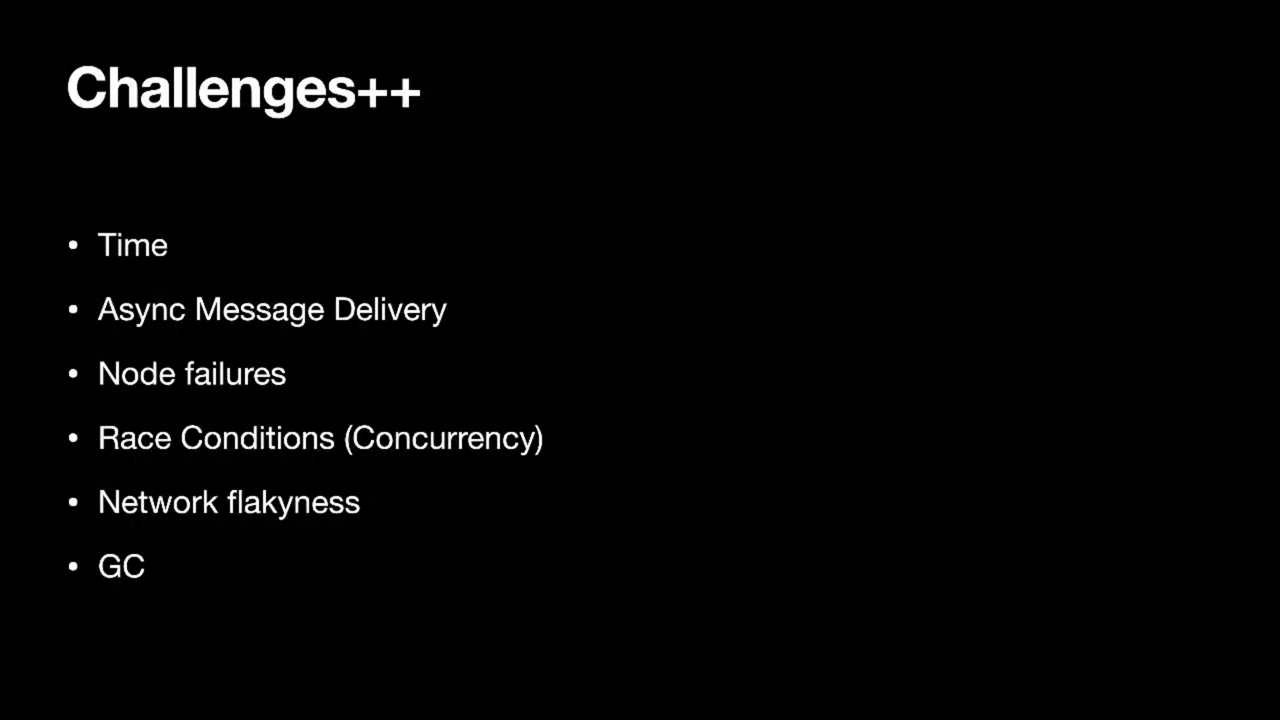 Challenges++
• Time
• Async Message Delivery
• Node failures
• Race Conditions (Concurrency)
• Network flakyness
• GC